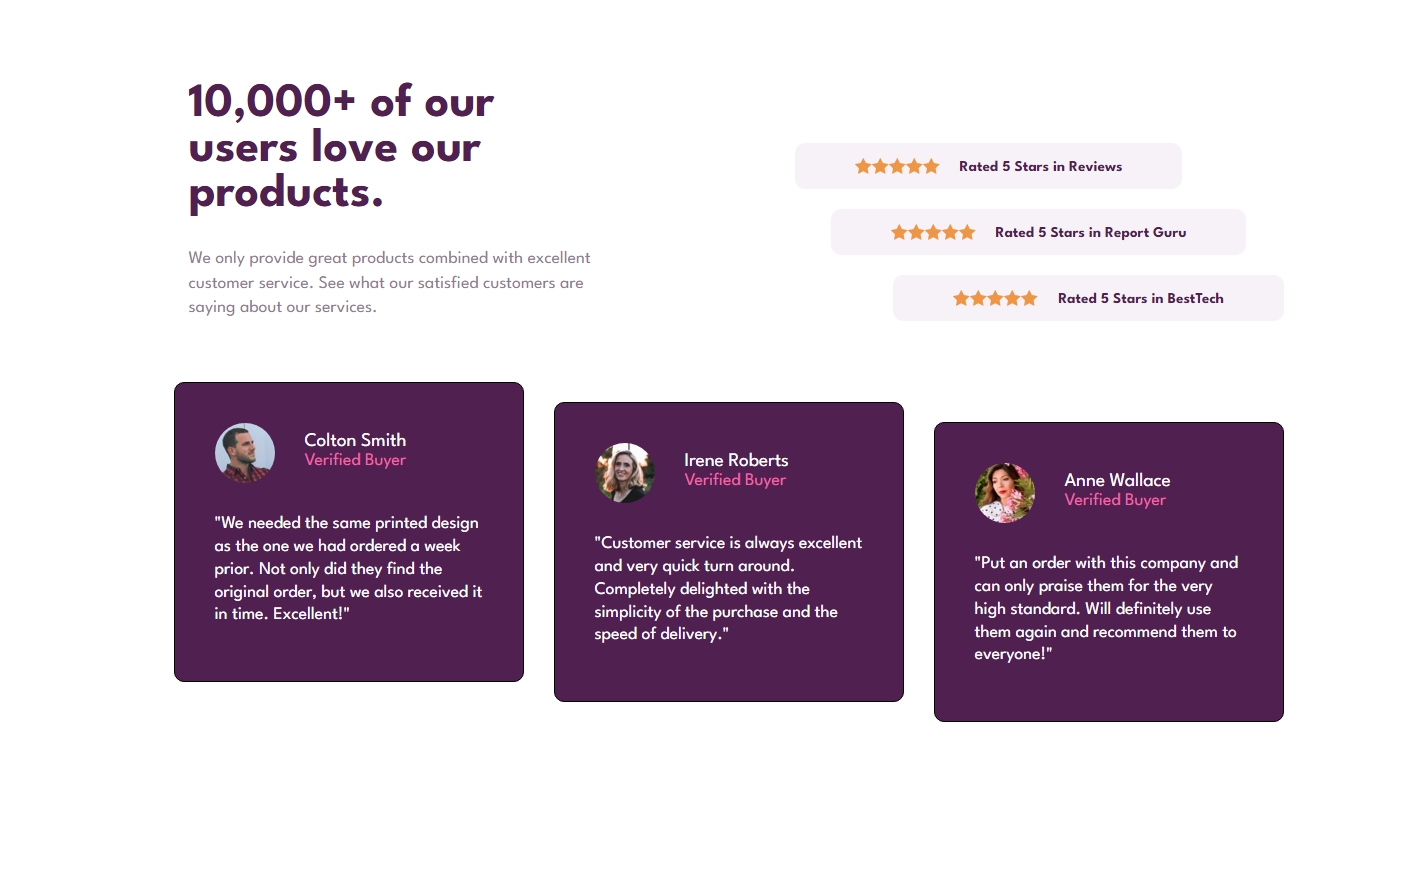 10,000+ of our
users love our
products.
We only provide great products combined with excellent
customer service. See what our satisfied customers are
saying about our services.
Rated 5 Stars in Reviews
Rated 5 Stars in Report Guru
Rated 5 Stars in BestTech
Colton Smith
Verified Buyer
"We needed the same printed design
as the one we had ordered a week
prior. Not only did they find the
original order, but we also received it
in time. Excellent!"
Irene Roberts
Verified Buyer
"Customer service is always excellent
and very quick turn around.
Completely delighted with the
simplicity of the purchase and the
speed of delivery."
Anne Wallace
Verified Buyer
"Put an order with this company and
can only praise them for the very
high standard. Will definitely use
them again and recommend them to
everyone!"